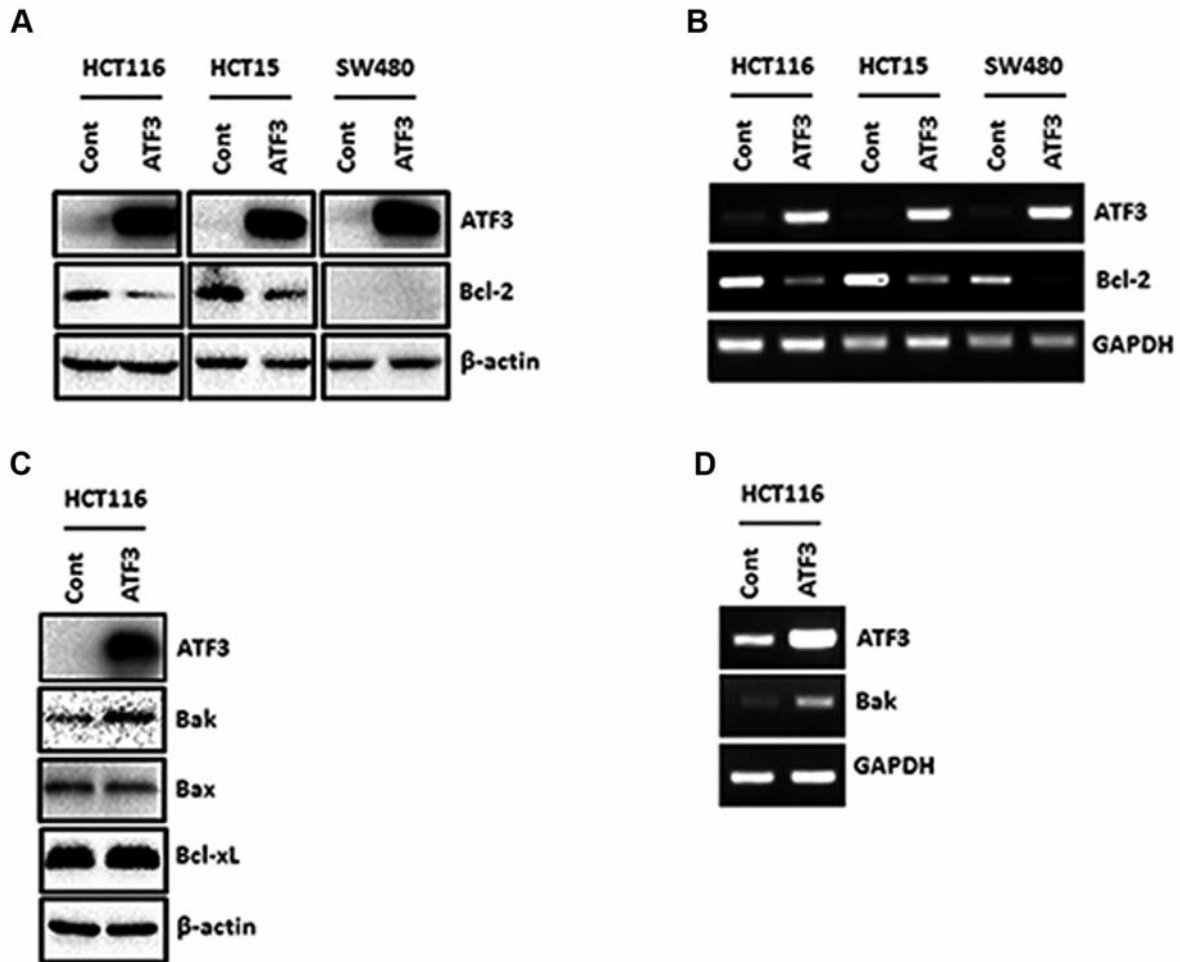 A
HCT116 HCT15 SW480
Cont ATF3 Cont ATF3 Cont ATF3
ATF3
Bcl-2
β-actin
B
HCT116 HCT15 SW480
Cont ATF3 Cont ATF3 Cont ATF3
ATF3
Bcl-2
GAPDH
C
HCT116
Cont ATF3
ATF3
Bak
Bax
Bcl-xL
β-actin
D
HCT116
Cont ATF3
ATF3
Bak
GAPDH